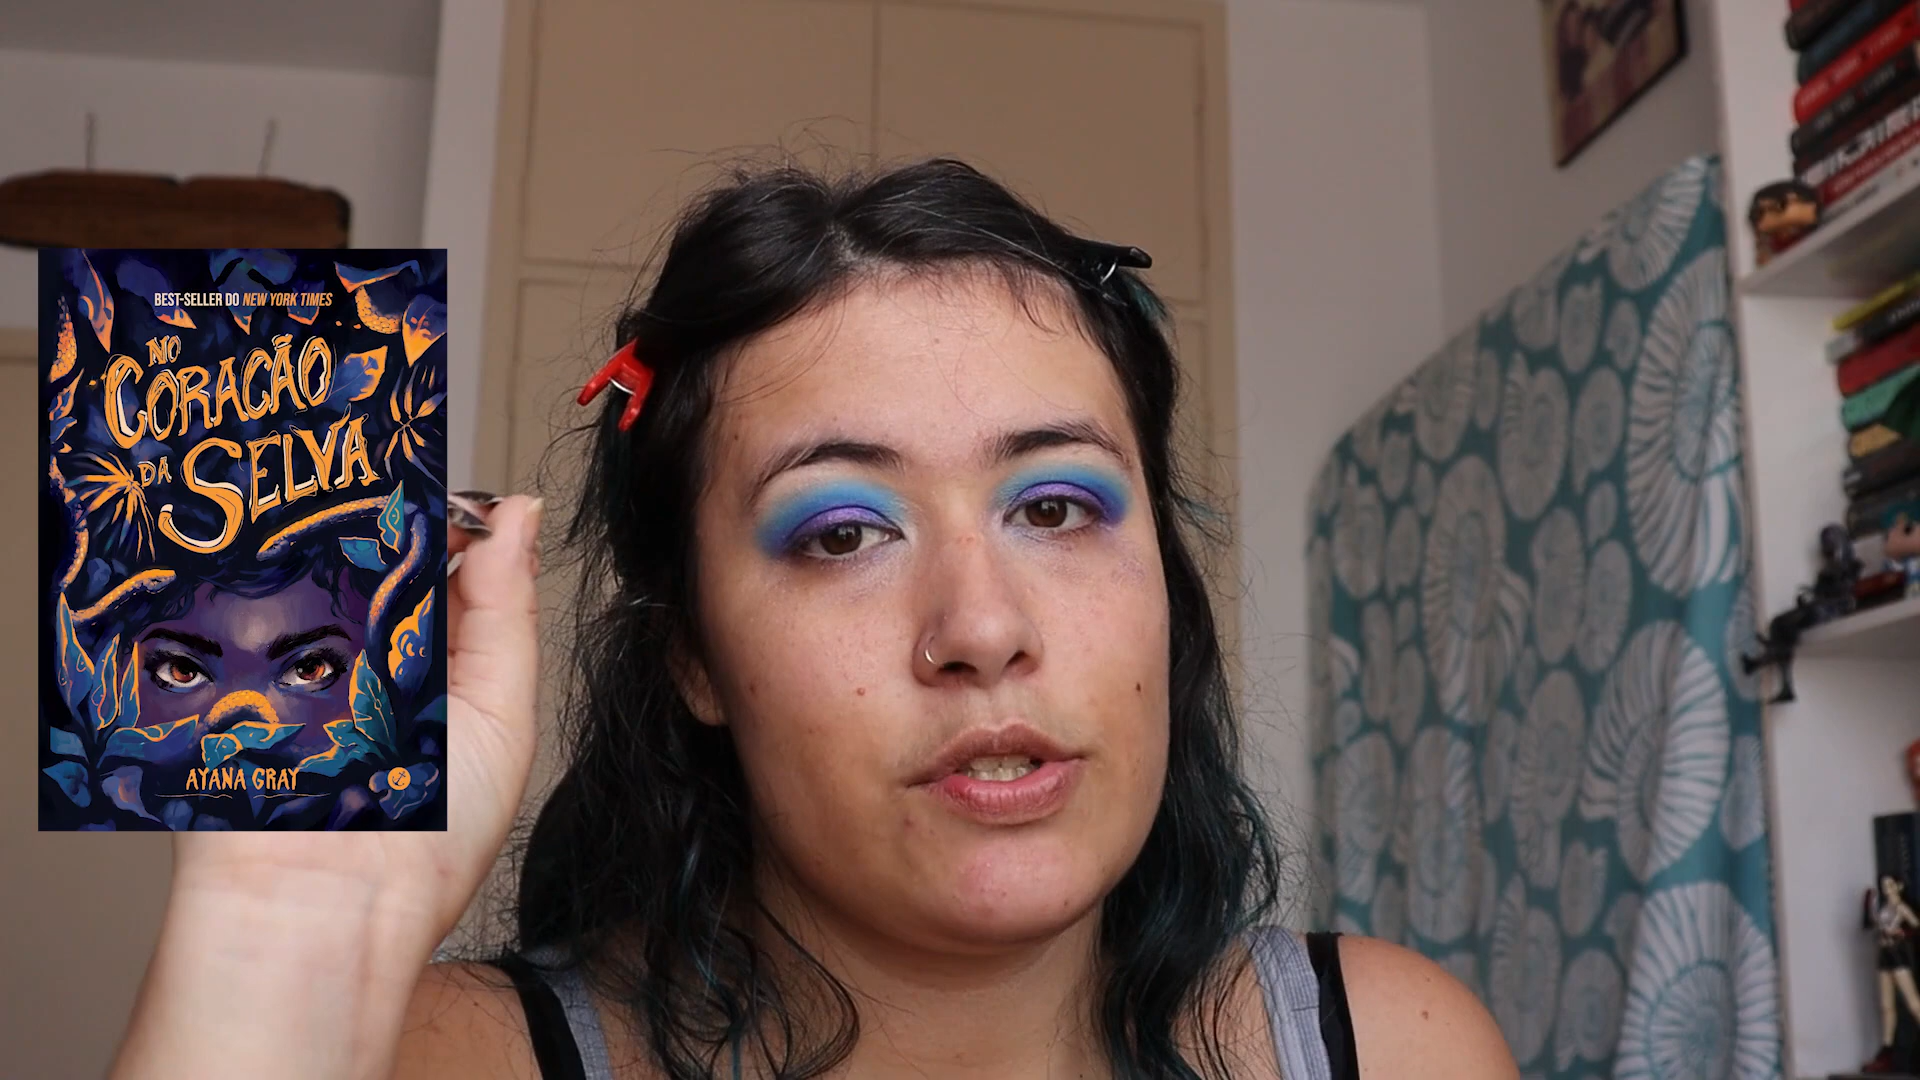 BEST-SELLER DO NEW YORK TIMES
NO
CORAÇÃO
DA SELVA
AYANA GRAY